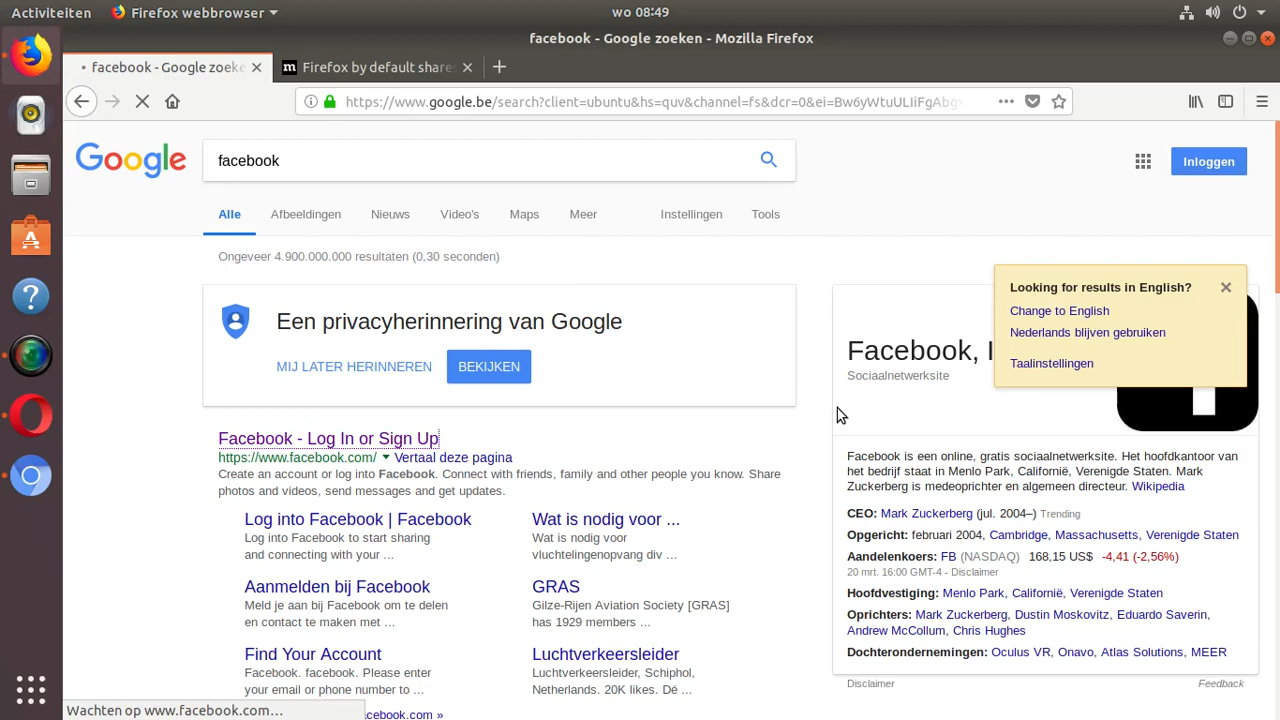 Activiteiten
Firefox webbrowser
wo 08:49
facebook - Google zoeken - Mozilla Firefox
facebook - Google zoeke
m
Firefox by default share
https://www.google.be/search?client=ubuntu&hs=quv&channel=fs&dcr=0&ei=Bw6yWtuULIiFgAbgx
Google
facebook
Inloggen
Alle
Afbeeldingen
Nieuws
Video's
Maps
Meer
Instellingen
Tools
Ongeveer 4.900.000.000 resultaten (0,30 seconden)
Een privacyherinnering van Google
MIJ LATER HERINNEREN
BEKIJKEN
Looking for results in English?
Change to English
Nederlands blijven gebruiken
Taalinstellingen
Facebook - Log In or Sign Up
https://www.facebook.com/ Vertaal deze pagina
Create an account or log into Facebook. Connect with friends, family and other people you know. Share
photos and videos, send messages and get updates.
Log into Facebook | Facebook
Log into Facebook to start sharing
and connecting with your ...
Wat is nodig voor ...
Wat is nodig voor
vluchtelingenopvang div ...
Aanmelden bij Facebook
Meld je aan bij Facebook om te delen
en contact te maken met ...
GRAS
Gilze-Rijen Aviation Society [GRAS]
has 1929 members ...
Find Your Account
Facebook. facebook. Please enter
your email or phone number to ...
Luchtverkeersleider
Luchtverkeersleider, Schiphol,
Netherlands. 20K likes. Dé ...
cebook.com »
Facebook, I
Sociaalnetwerksite
Facebook is een online, gratis sociaalnetwerksite. Het hoofdkantoor van
het bedrijf staat in Menlo Park, Californië, Verenigde Staten. Mark
Zuckerberg is medeoprichter en algemeen directeur. Wikipedia
CEO: Mark Zuckerberg (jul. 2004–) Trending
Opgericht: februari 2004, Cambridge, Massachusetts, Verenigde Staten
Aandelenkoers: FB (NASDAQ) 168,15 US$ -4,41 (-2,56%)
20 mrt. 16:00 GMT-4 - Disclaimer
Hoofdvestiging: Menlo Park, Californië, Verenigde Staten
Oprichters: Mark Zuckerberg, Dustin Moskovitz, Eduardo Saverin,
Andrew McCollum, Chris Hughes
Dochterondernemingen: Oculus VR, Onavo, Atlas Solutions, MEER
Disclaimer
Feedback
Wachten op www.facebook.com…